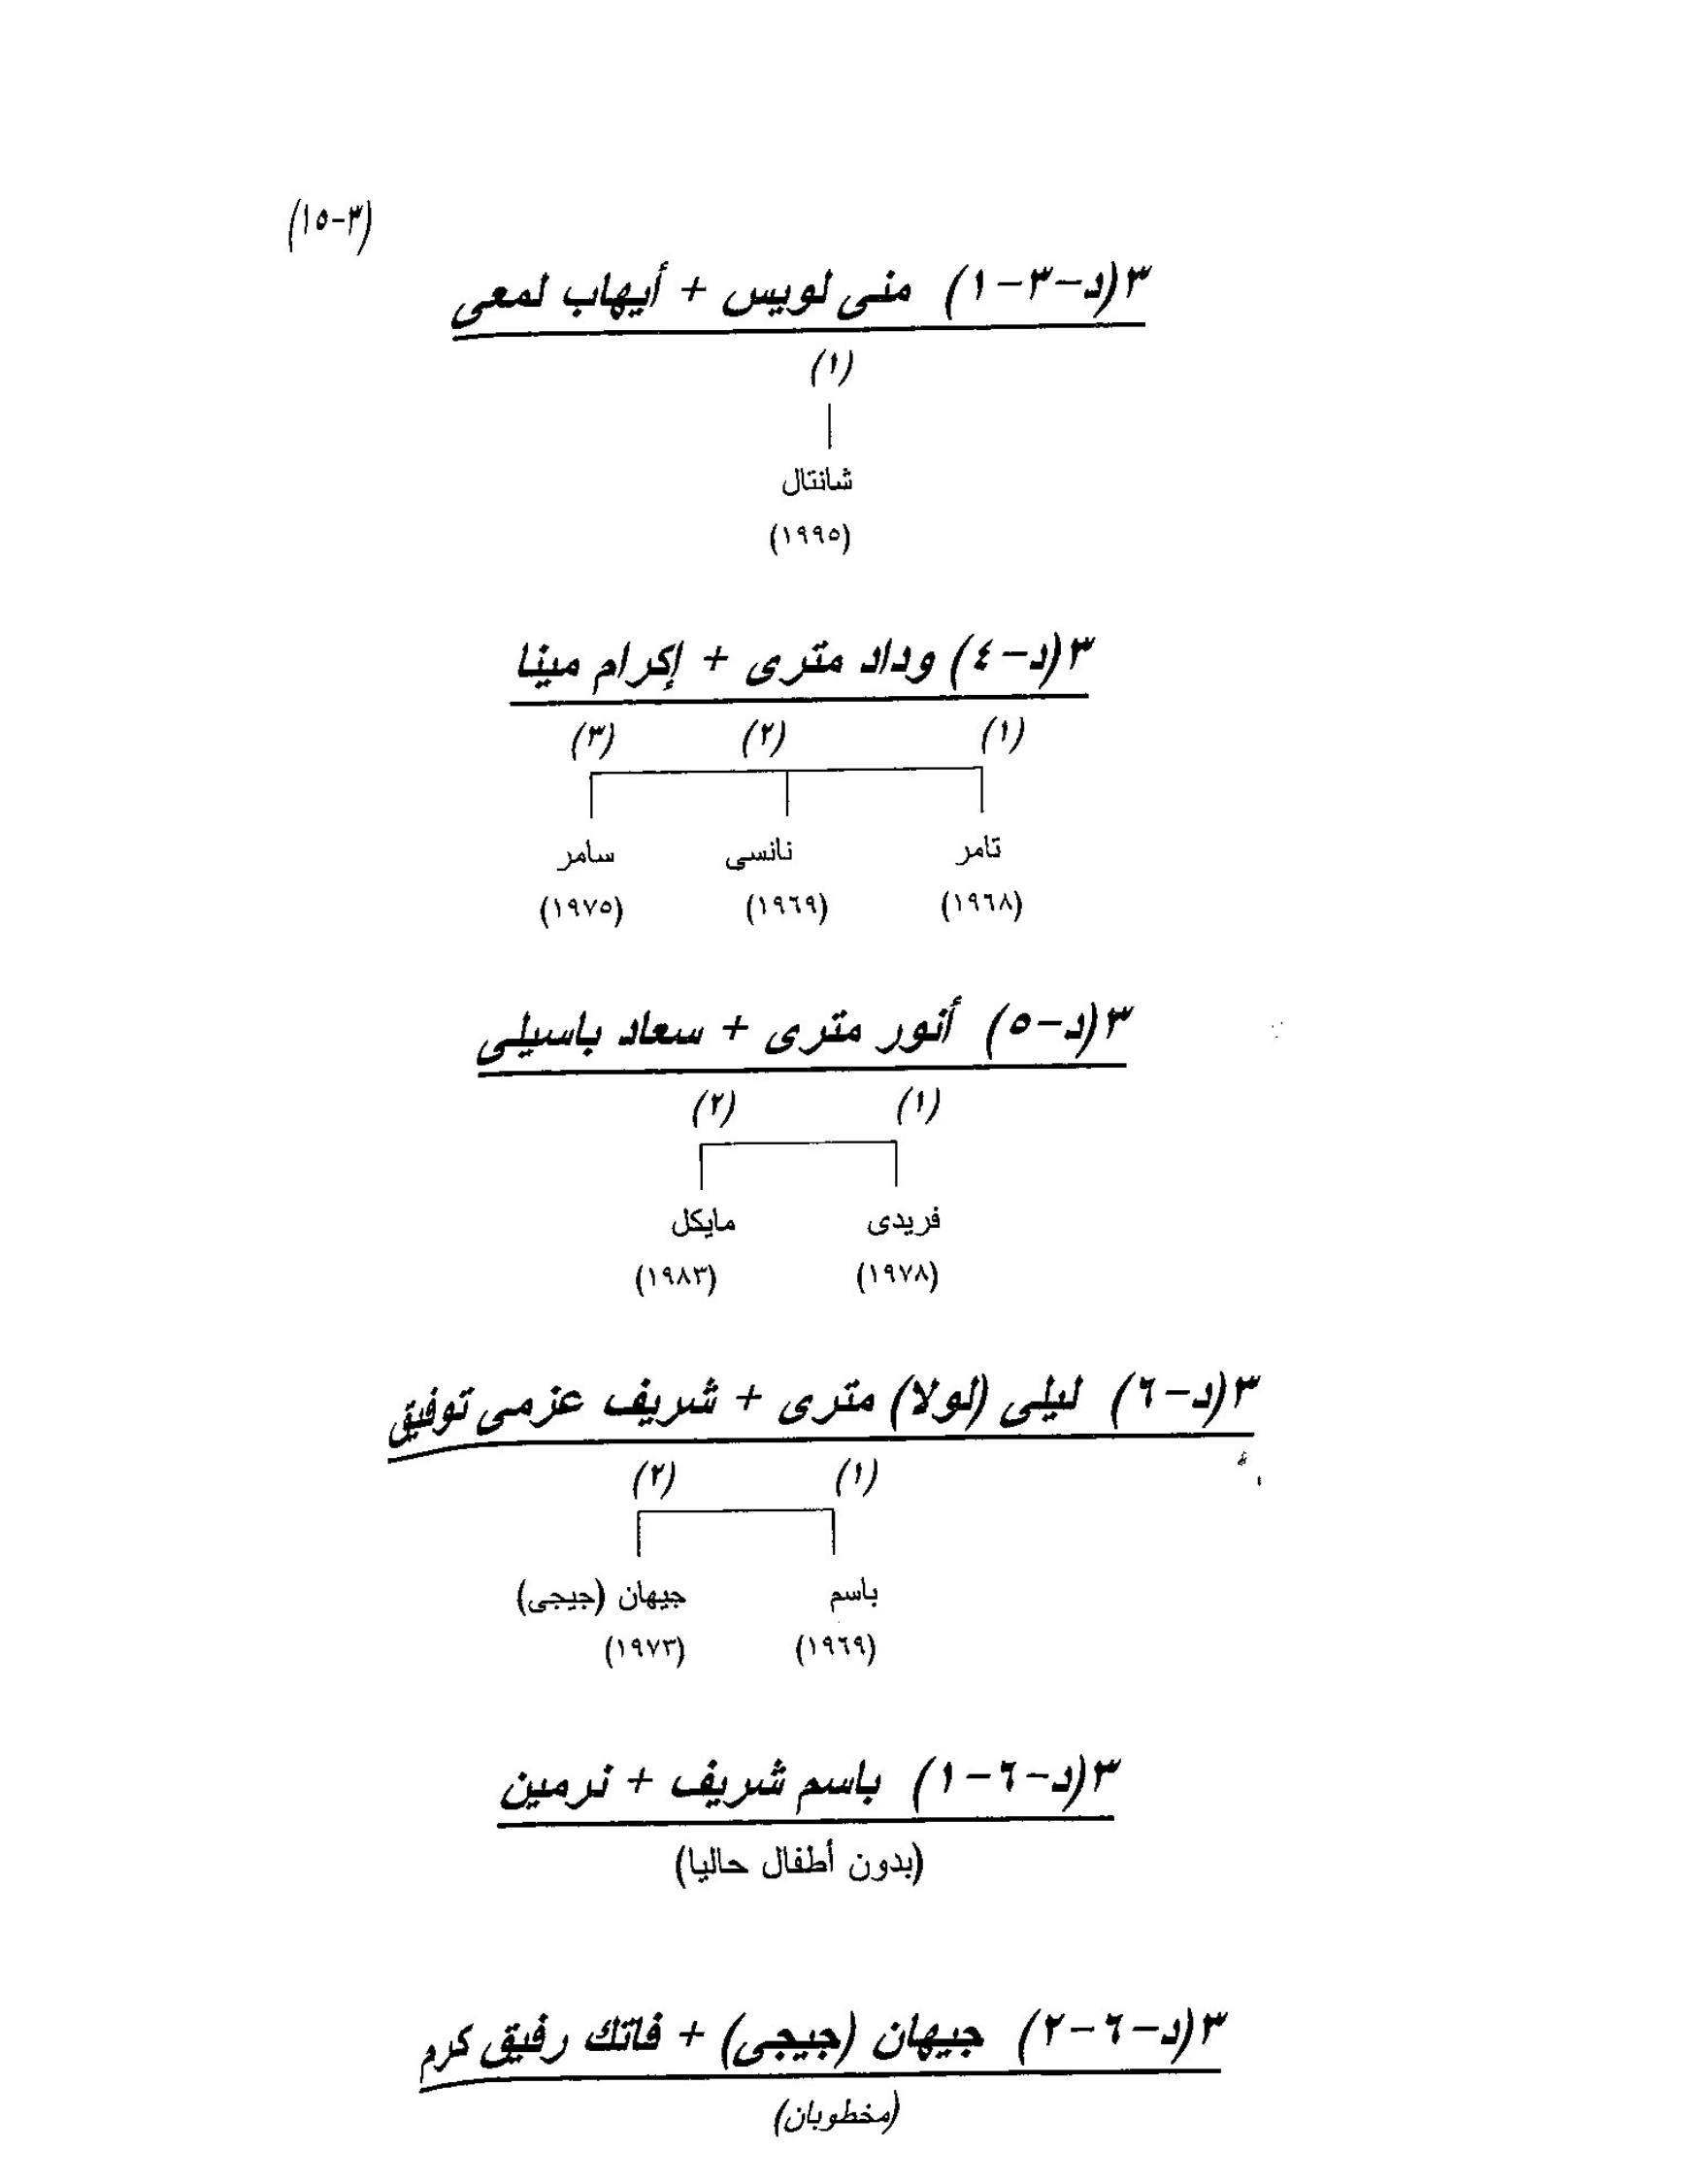 (٣-١٥)
٣(د-٣-١) منى لويس + أيهاب لمعى
(١)
شانتال
(١٩٩٥)
٣(د-٤) وداد مترى + إكرام مينا
(١) (٢) (٣)
تامر نانسى سامر
(١٩٦٨) (١٩٦٩) (١٩٧٥)
٣(د-٥) أنور مترى + سعاد باسيلى
(١) (٢)
فريدى مايكل
(١٩٧٨) (١٩٨٣)
٣(د-٦) ليلى (لولا) مترى + شريف عزمى توفيق
(١) (٢)
باسم جيهان (جيجى)
(١٩٦٩) (١٩٧٣)
٣(د-٦-١) باسم شريف + نرمين
(بدون أطفال حاليا)
٣(د-٦-٢) جيهان (جيجى) + فاتك رفيق كرم
(مخطوبان)